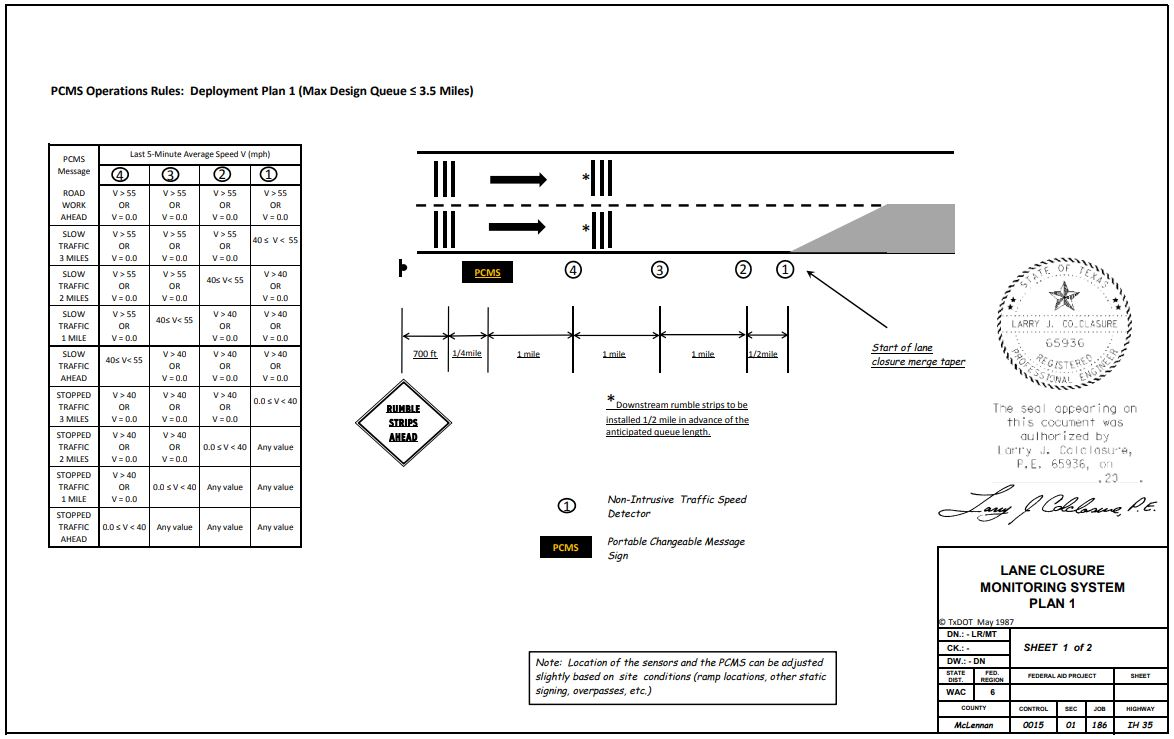 PCMS Operations Rules: Deployment Plan 1 (Max Design Queue ≤ 3.5 Miles)
PCMS
Message
Last 5-Minute Average Speed V (mph)
4 3 2 1
ROAD WORK AHEAD | V > 55 OR V = 0.0 | V > 55 OR V = 0.0 | V > 55 OR V = 0.0 | V > 55 OR V = 0.0
SLOW TRAFFIC 3 MILES | V > 55 OR V = 0.0 | V > 55 OR V = 0.0 | V > 55 OR V = 0.0 | 40 ≤ V < 55
SLOW TRAFFIC 2 MILES | V > 55 OR V = 0.0 | V > 55 OR V = 0.0 | 40≤ V< 55 | V > 40 OR V = 0.0
SLOW TRAFFIC 1 MILE | V > 55 OR V = 0.0 | 40≤ V< 55 | V > 40 OR V = 0.0 | V > 40 OR V = 0.0
SLOW TRAFFIC AHEAD | 40≤ V< 55 | V > 40 OR V = 0.0 | V > 40 OR V = 0.0 | V > 40 OR V = 0.0
STOPPED TRAFFIC 3 MILES | V > 40 OR V = 0.0 | V > 40 OR V = 0.0 | V > 40 OR V = 0.0 | 0.0 ≤ V < 40
STOPPED TRAFFIC 2 MILES | V > 40 OR V = 0.0 | V > 40 OR V = 0.0 | 0.0 ≤ V < 40 | Any value
STOPPED TRAFFIC 1 MILE | V > 40 OR V = 0.0 | 0.0 ≤ V < 40 | Any value | Any value
STOPPED TRAFFIC AHEAD | 0.0 ≤ V < 40 | Any value | Any value | Any value
*
*
PCMS 4 3 2 1
700 ft 1/4mile 1 mile 1 mile 1 mile 1/2mile
Start of lane
closure merge taper
RUMBLE
STRIPS
AHEAD
* Downstream rumble strips to be
installed 1/2 mile in advance of the
anticipated queue length.
1 Non-Intrusive Traffic Speed
Detector
PCMS Portable Changeable Message
Sign
Note: Location of the sensors and the PCMS can be adjusted
slightly based on site conditions (ramp locations, other static
signing, overpasses, etc.)
STATE OF TEXAS
LARRY J. COLCLASURE
65936
REGISTERED
PROFESSIONAL ENGINEER
The seal appearing on
this document was
authorized by
Larry J. Colclasure,
P.E. 65936, on
.20 .
Larry J Colclasure, P.E.
LANE CLOSURE
MONITORING SYSTEM
PLAN 1
© TxDOT May 1987
DN.: - LR/MT
CK.: -
DW.: - DN
SHEET 1 of 2
STATE DIST. | FED. REGION | FEDERAL AID PROJECT | SHEET
WAC 6
COUNTY CONTROL SEC JOB HIGHWAY
McLennan 0015 01 186 IH 35